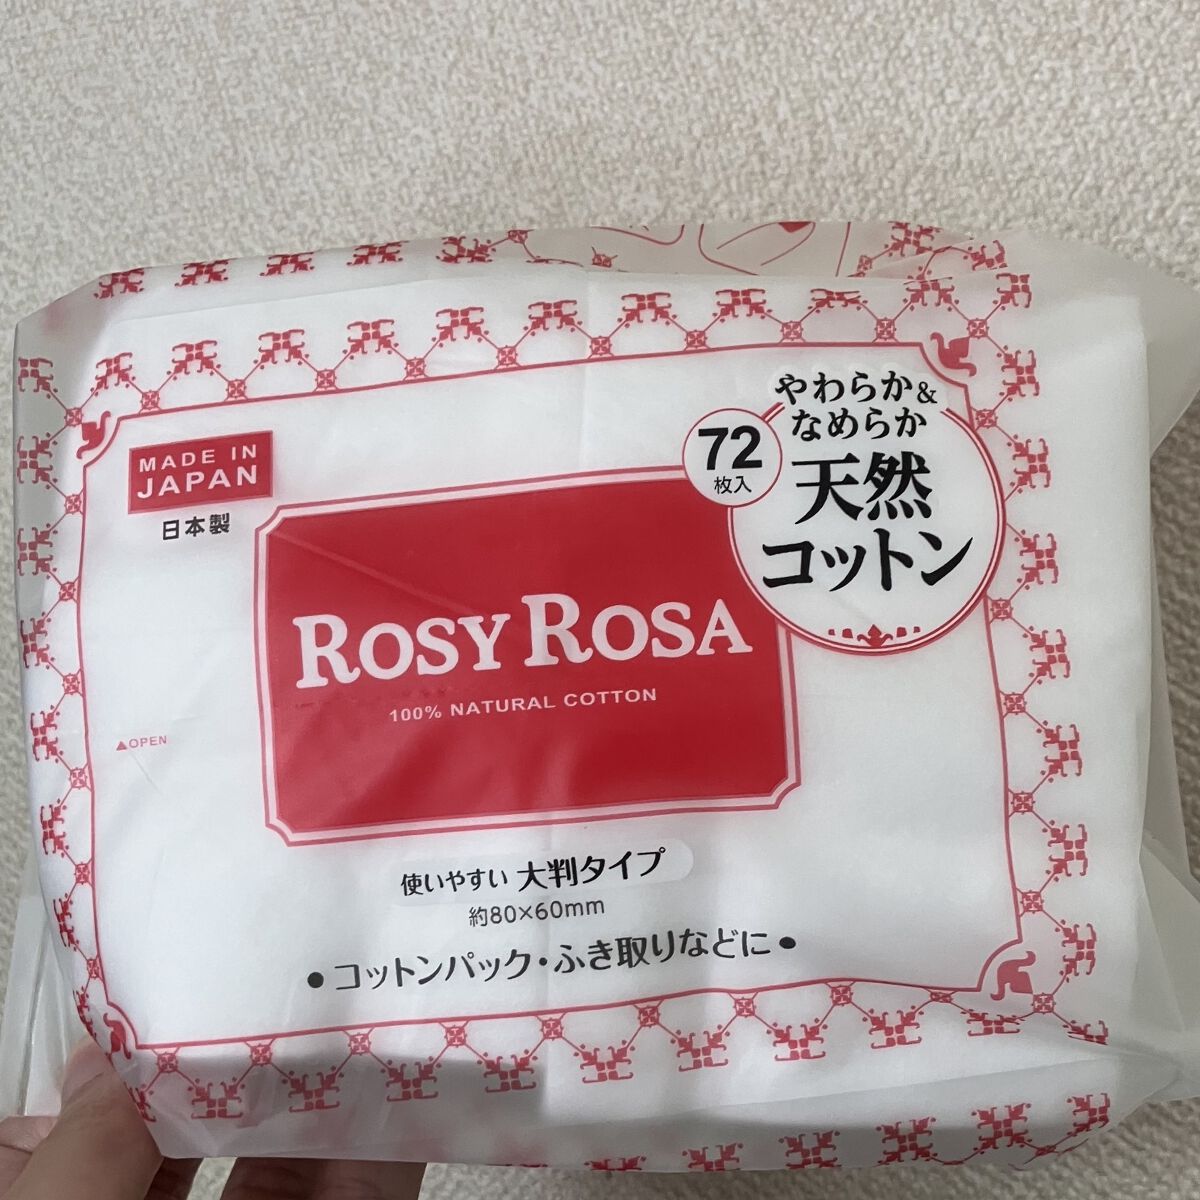 やわらか&
なめらか
天然
コットン
72
枚入
MADE IN
JAPAN
日本製
ROSY ROSA
100% NATURAL COTTON
▲OPEN
使いやすい 大判タイプ
約80×60mm
•コットンパック・ふき取りなどに•